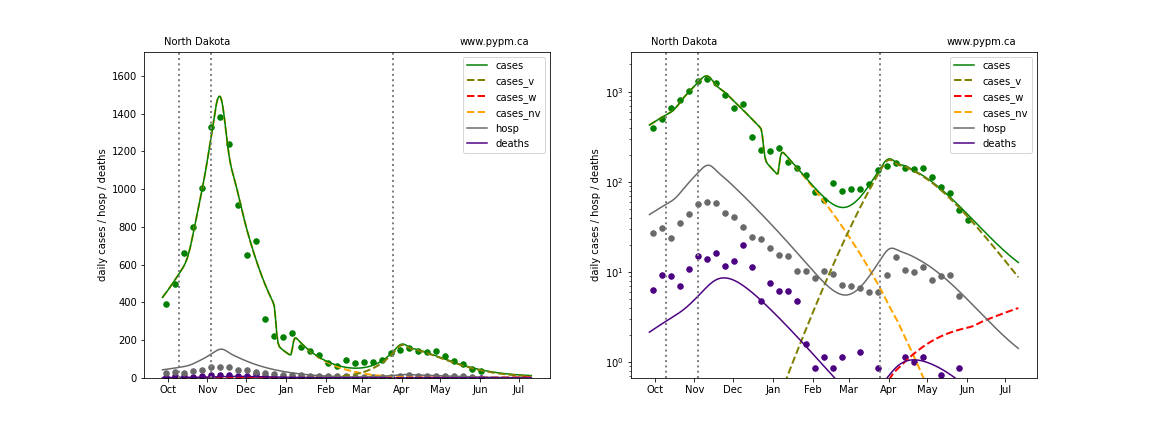 North Dakota www.pypm.ca
daily cases / hosp / deaths
1600
1400
1200
1000
800
600
400
200
0
cases
cases_v
cases_w
cases_nv
hosp
deaths
Oct Nov Dec Jan Feb Mar Apr May Jun Jul
North Dakota www.pypm.ca
daily cases / hosp / deaths
10³
10²
10¹
10⁰
cases
cases_v
cases_w
cases_nv
hosp
deaths
Oct Nov Dec Jan Feb Mar Apr May Jun Jul